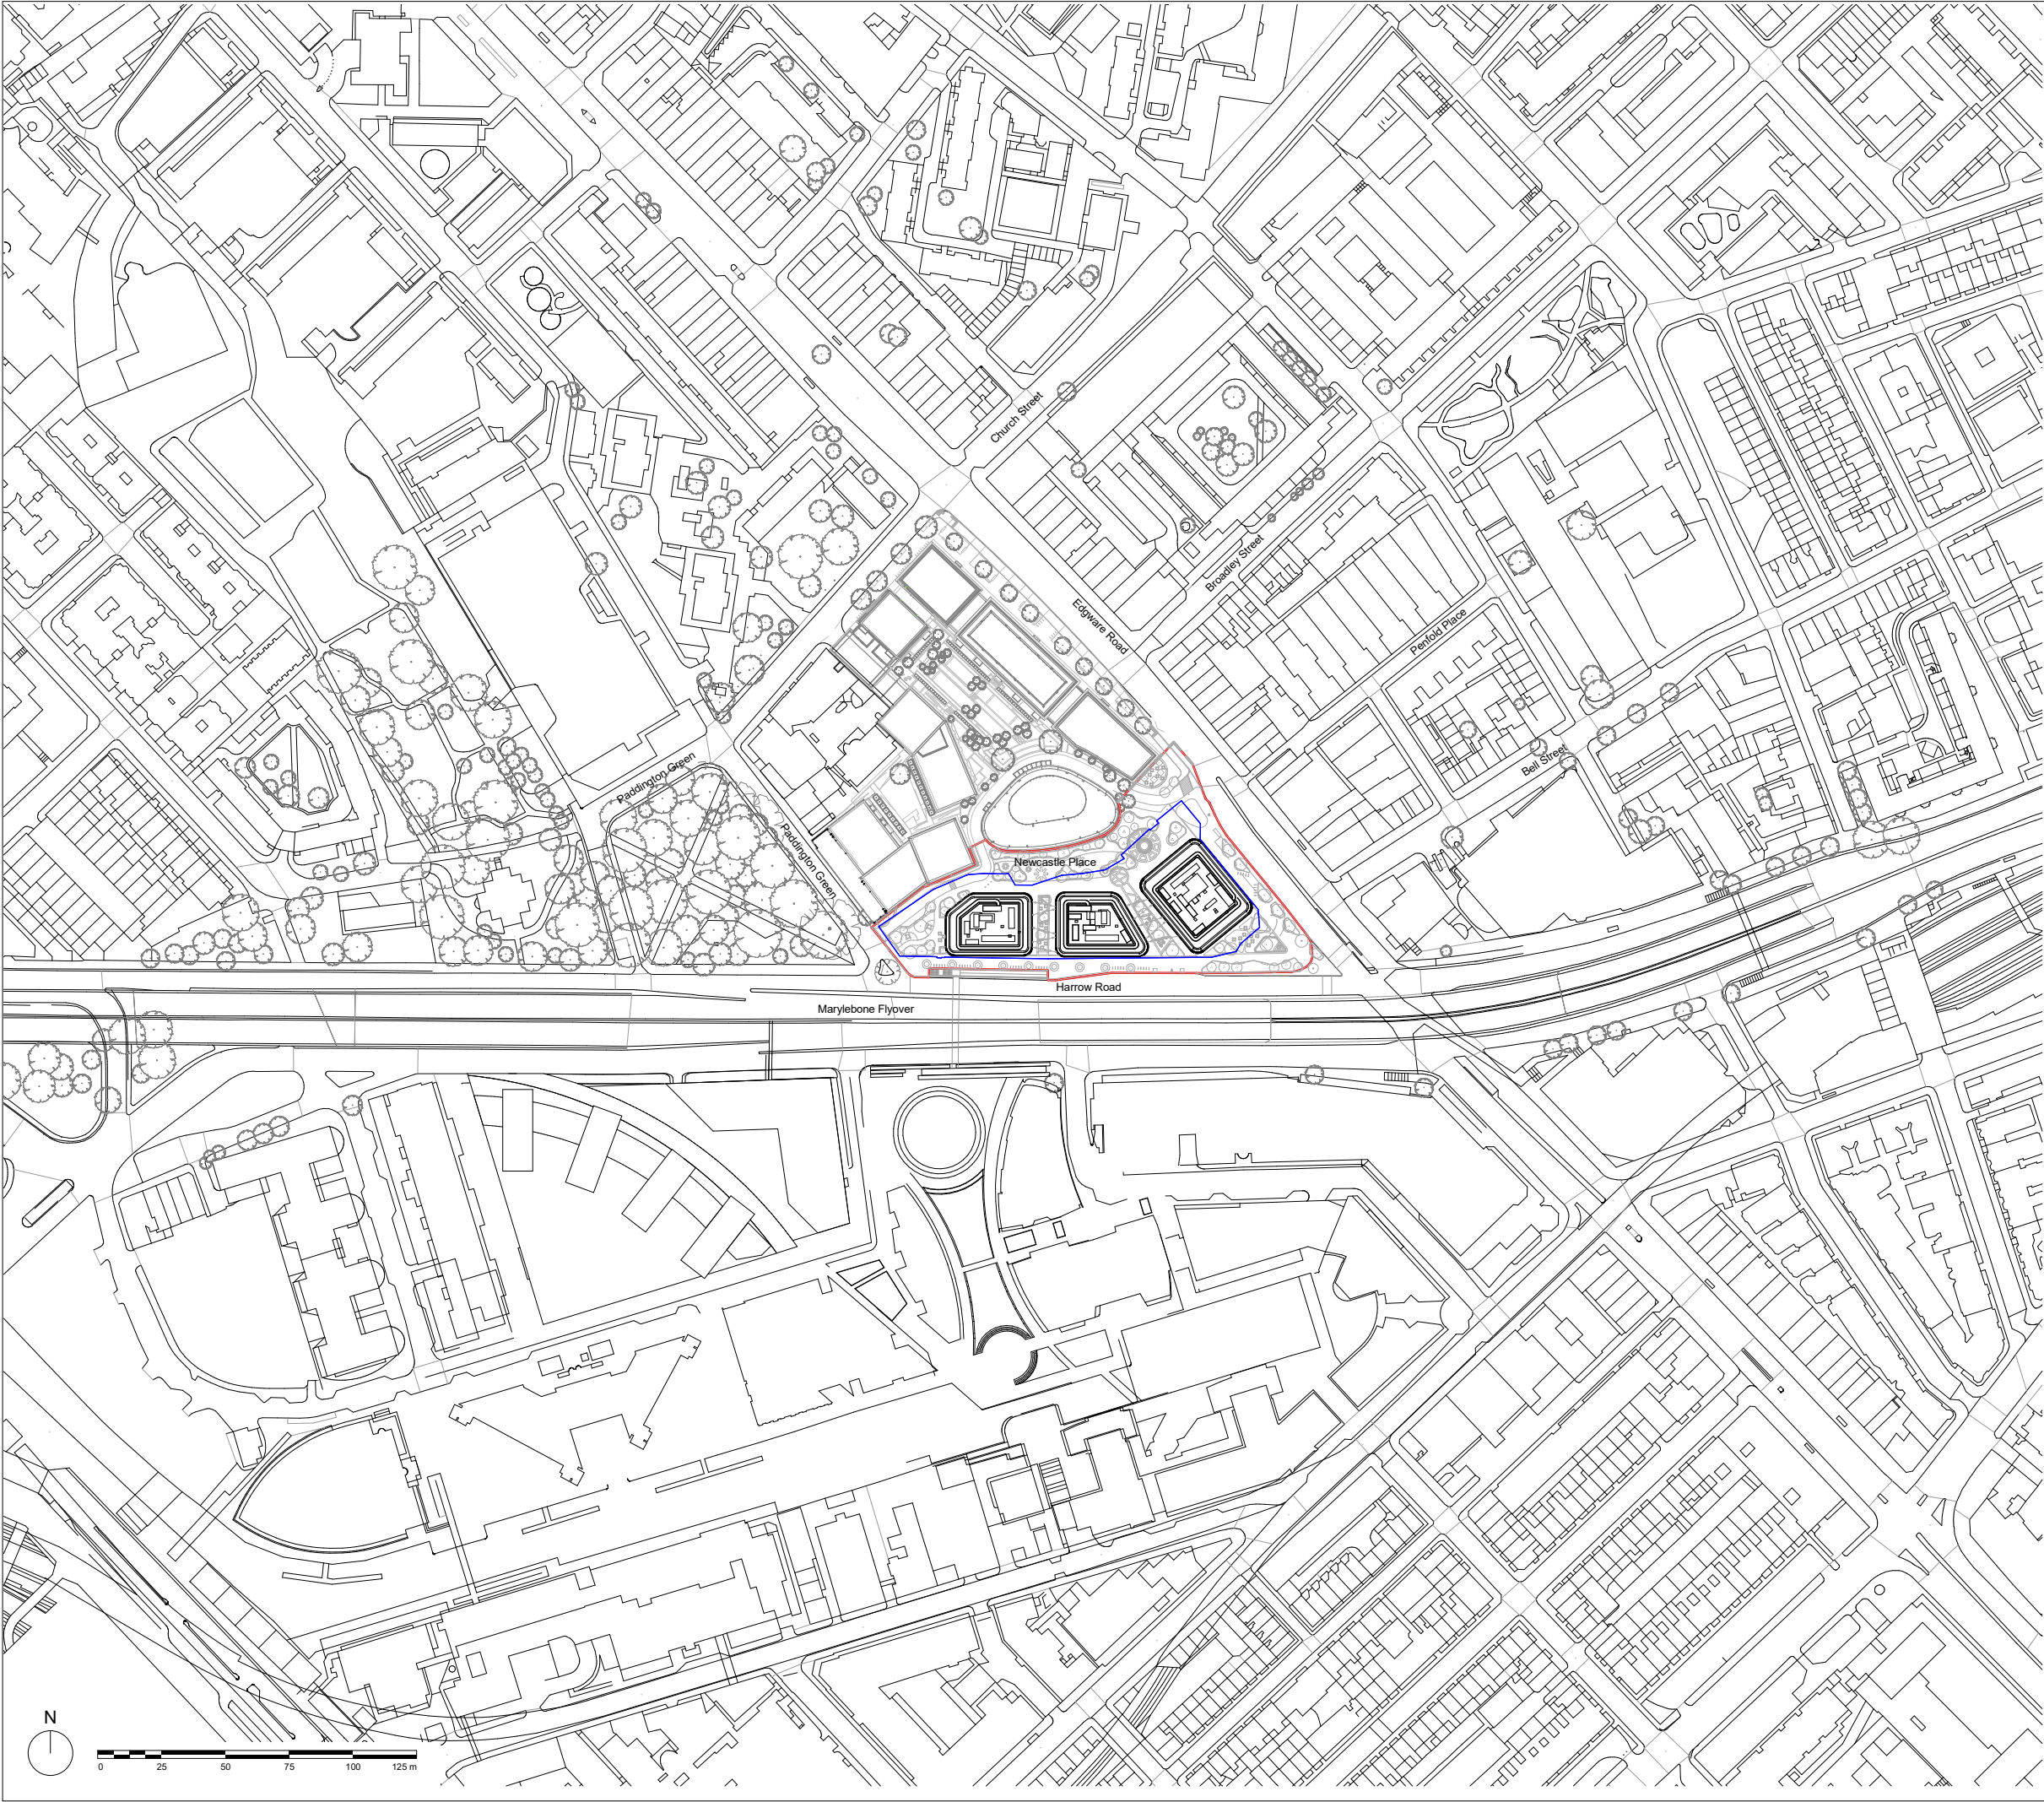 Church Street
Broadley Street
Edgware Road
Penfold Place
Bell Street
Paddington Green
Paddington Green
Newcastle Place
Harrow Road
Marylebone Flyover
N
0 25 50 75 100 125 m